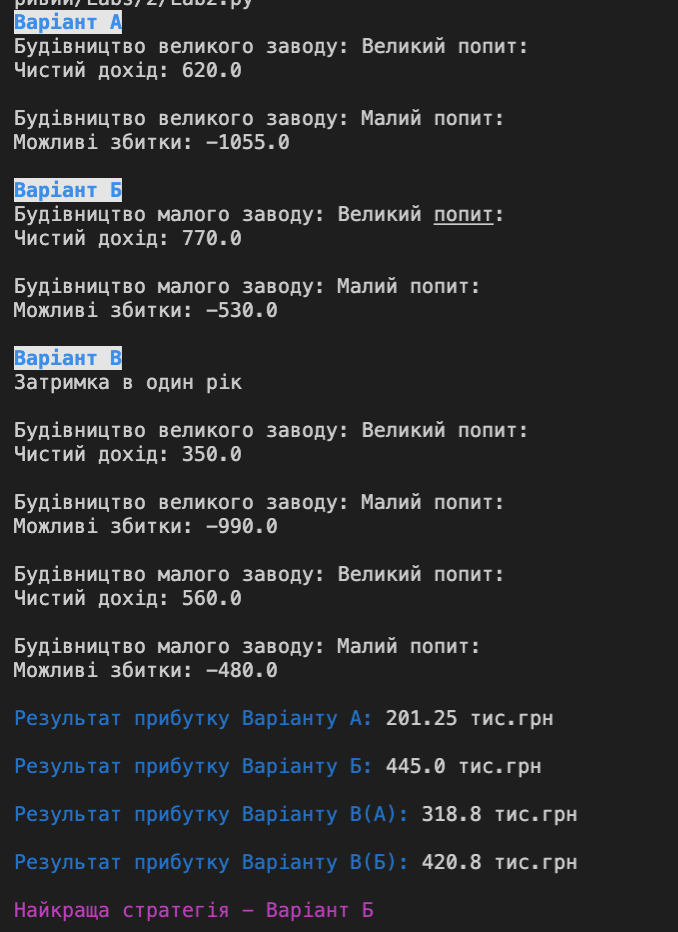 ривий/Labs/2/Lab2.py
Варіант А
Будівництво великого заводу: Великий попит:
Чистий дохід: 620.0
Будівництво великого заводу: Малий попит:
Можливі збитки: -1055.0
Варіант Б
Будівництво малого заводу: Великий попит:
Чистий дохід: 770.0
Будівництво малого заводу: Малий попит:
Можливі збитки: -530.0
Варіант В
Затримка в один рік
Будівництво великого заводу: Великий попит:
Чистий дохід: 350.0
Будівництво великого заводу: Малий попит:
Можливі збитки: -990.0
Будівництво малого заводу: Великий попит:
Чистий дохід: 560.0
Будівництво малого заводу: Малий попит:
Можливі збитки: -480.0
Результат прибутку Варіанту А: 201.25 тис.грн
Результат прибутку Варіанту Б: 445.0 тис.грн
Результат прибутку Варіанту В(А): 318.8 тис.грн
Результат прибутку Варіанту В(Б): 420.8 тис.грн
Найкраща стратегія - Варіант Б